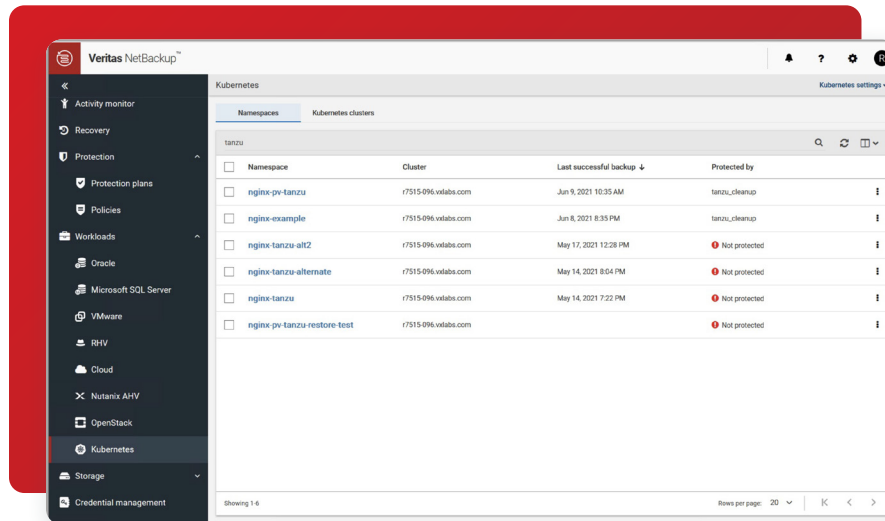 Veritas NetBackup™
? R
Kubernetes Kubernetes settings
Activity monitor
Namespaces Kubernetes clusters
Recovery
Protection
tanzu
Namespace Cluster Last successful backup ↓ Protected by
Protection plans
nginx-pv-tanzu r7515-096.vxlabs.com Jun 9, 2021 10:35 AM tanzu_cleanup
Policies
nginx-example r7515-096.vxlabs.com Jun 8, 2021 8:35 PM tanzu_cleanup
Workloads
nginx-tanzu-alt2 r7515-096.vxlabs.com May 17, 2021 12:28 PM Not protected
Oracle
nginx-tanzu-alternate r7515-096.vxlabs.com May 14, 2021 8:04 PM Not protected
Microsoft SQL Server
nginx-tanzu r7515-096.vxlabs.com May 14, 2021 7:22 PM Not protected
VMware
nginx-pv-tanzu-restore-test r7515-096.vxlabs.com Not protected
RHV
Cloud
Nutanix AHV
OpenStack
Kubernetes
Storage
Credential management
Showing 1-6 Rows per page: 20